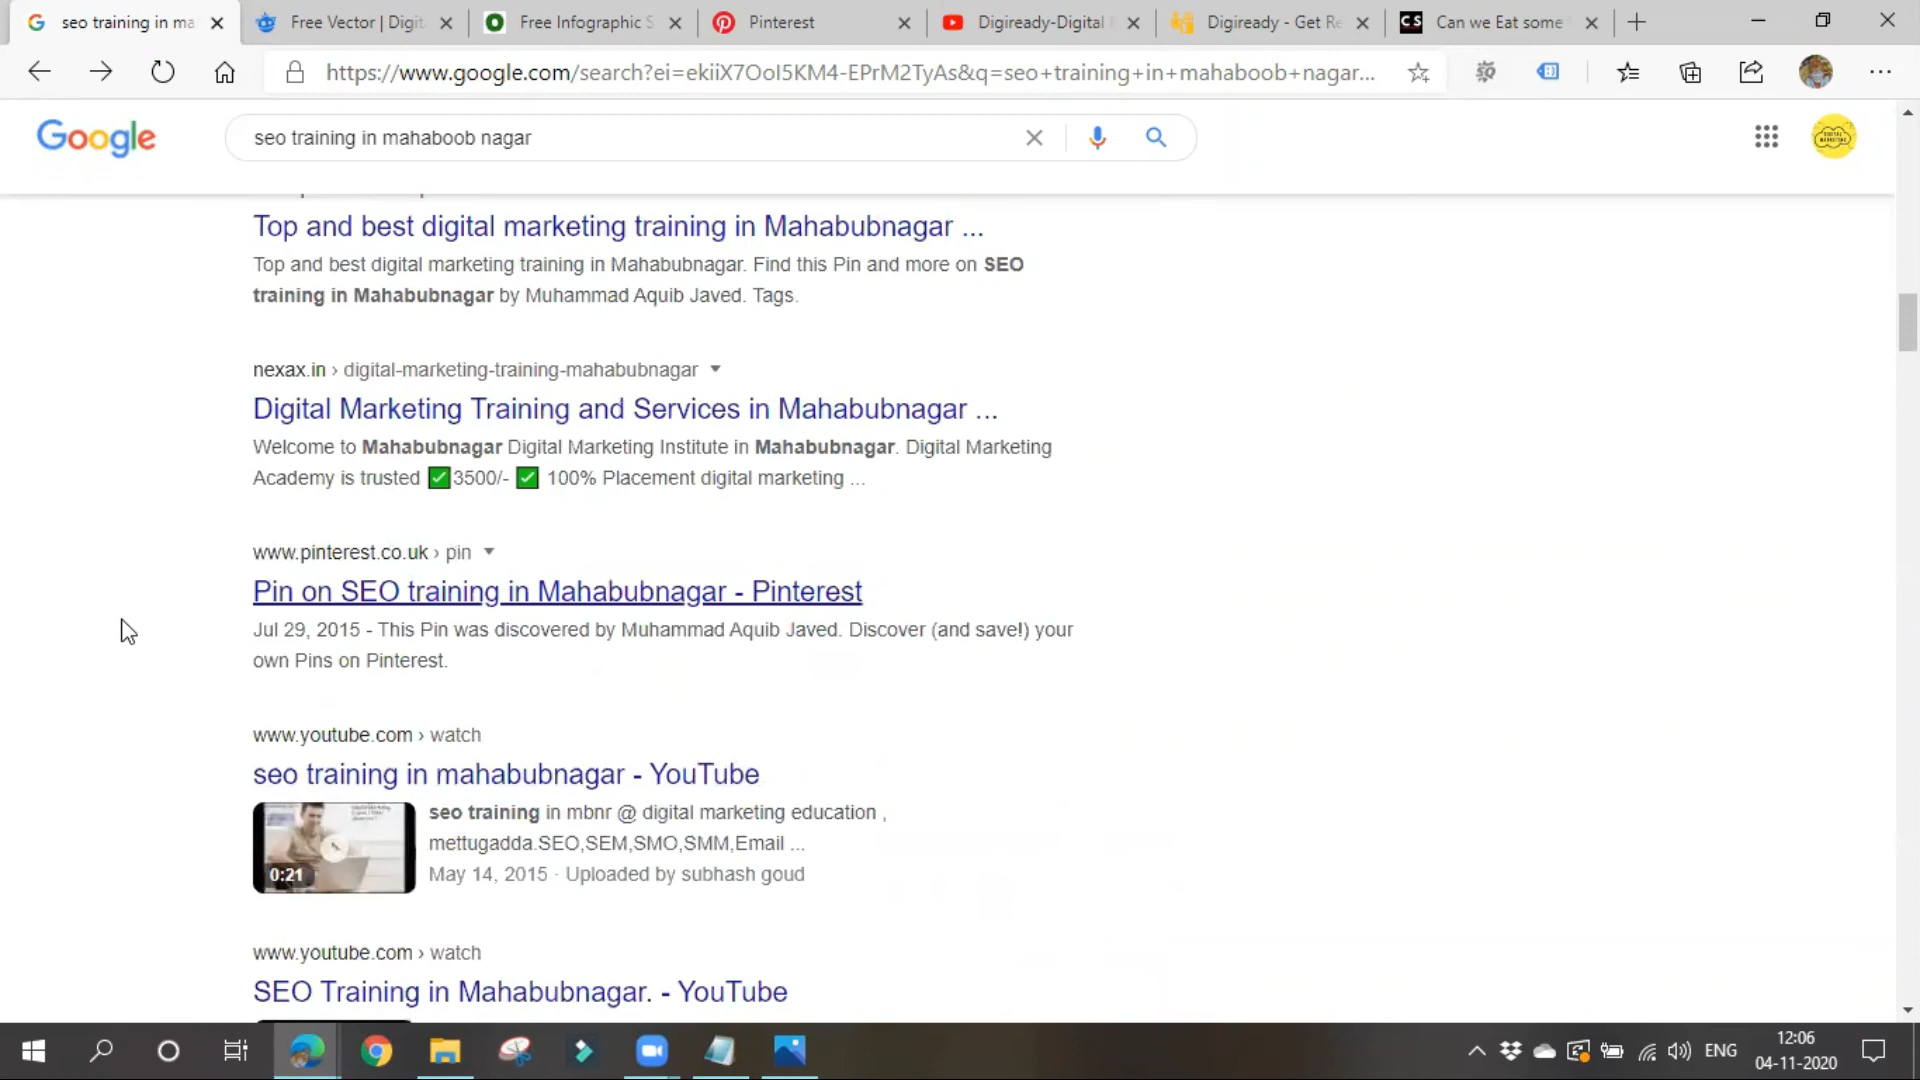 seo training in ma
Free Vector | Digit
Free Infographic S
Pinterest
Digiready-Digital
Digiready - Get Re
CS
Can we Eat some
https://www.google.com/search?ei=ekiiX7OoI5KM4-EPrM2TyAs&q=seo+training+in+mahaboob+nagar...
Google
seo training in mahaboob nagar
Top and best digital marketing training in Mahabubnagar ...
Top and best digital marketing training in Mahabubnagar. Find this Pin and more on SEO
training in Mahabubnagar by Muhammad Aquib Javed. Tags.
nexax.in › digital-marketing-training-mahabubnagar
Digital Marketing Training and Services in Mahabubnagar ...
Welcome to Mahabubnagar Digital Marketing Institute in Mahabubnagar. Digital Marketing
Academy is trusted ✅3500/- ✅ 100% Placement digital marketing ...
www.pinterest.co.uk › pin
Pin on SEO training in Mahabubnagar - Pinterest
Jul 29, 2015 - This Pin was discovered by Muhammad Aquib Javed. Discover (and save!) your
own Pins on Pinterest.
www.youtube.com › watch
seo training in mahabubnagar - YouTube
seo training in mbnr @ digital marketing education ,
mettugadda.SEO,SEM,SMO,SMM,Email ...
0:21
May 14, 2015 · Uploaded by subhash goud
www.youtube.com › watch
SEO Training in Mahabubnagar. - YouTube
ENG
12:06
04-11-2020